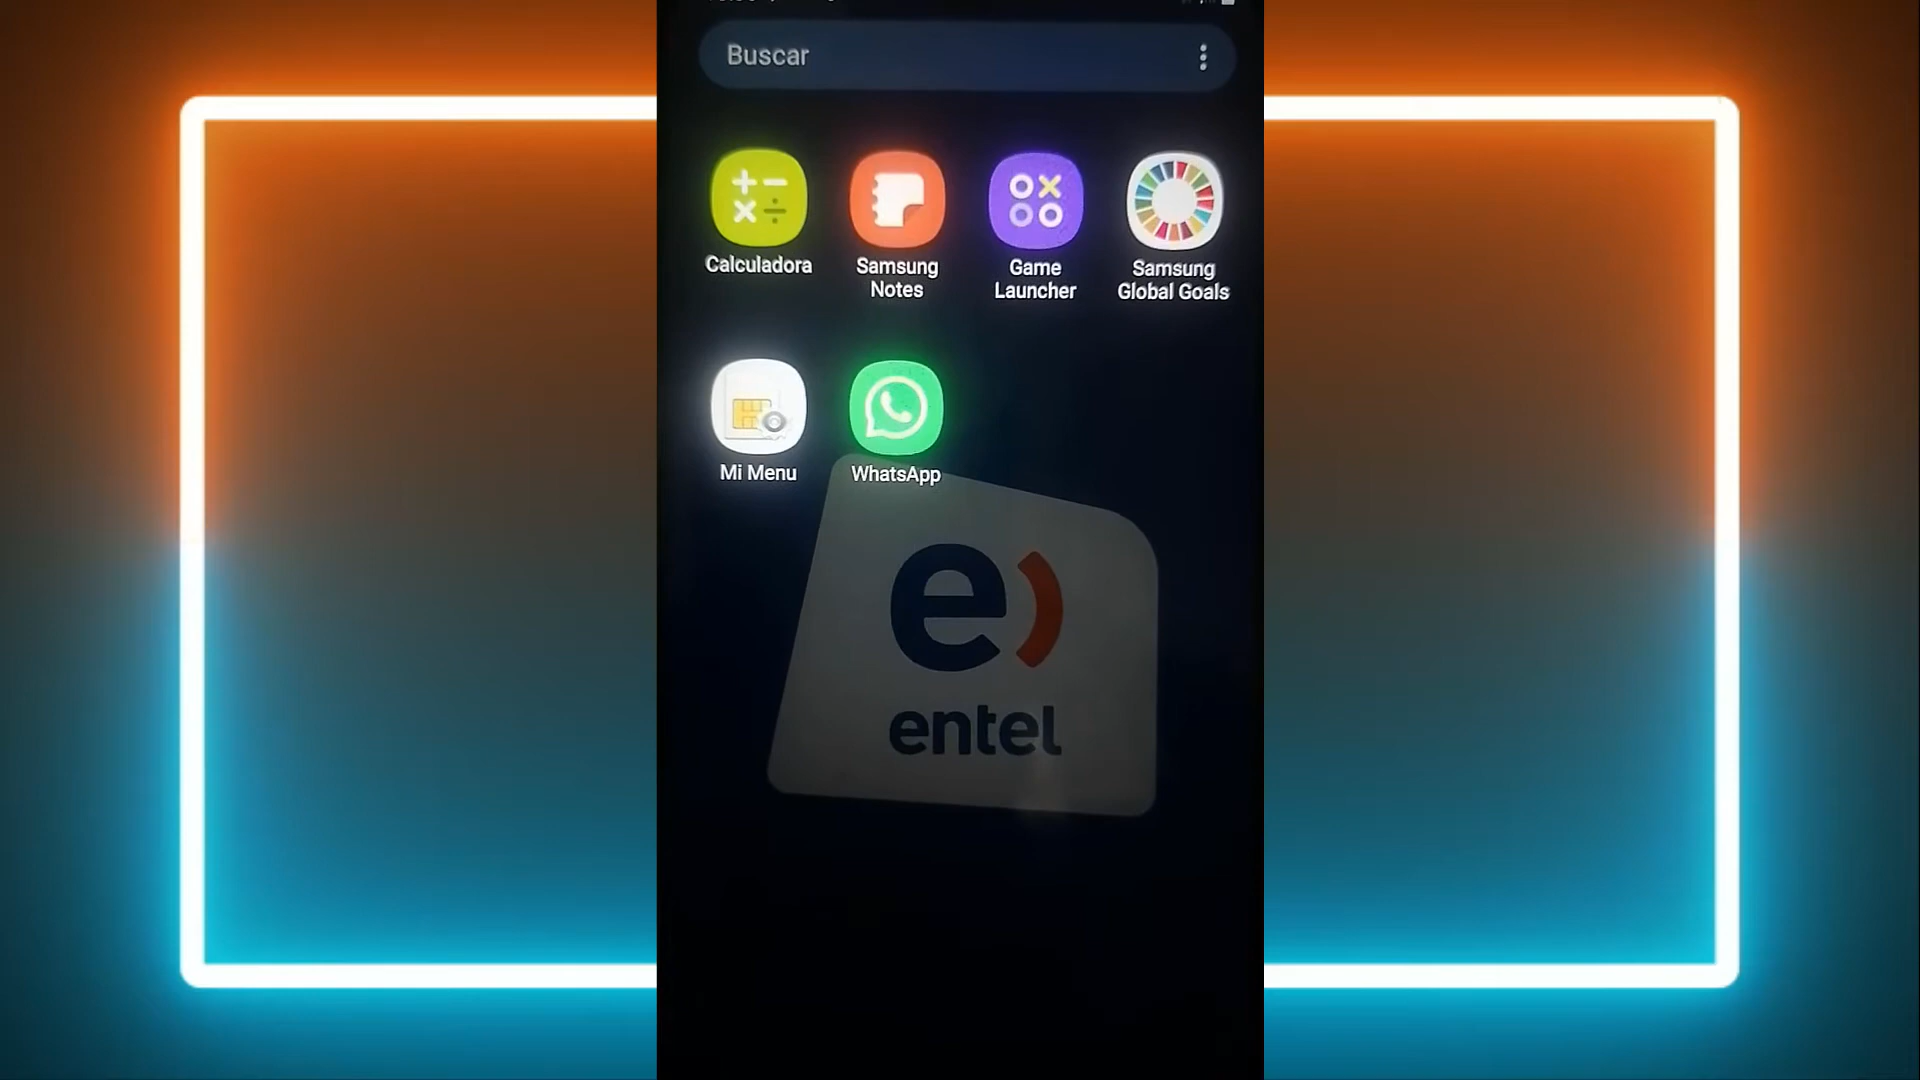 Buscar
Calculadora
Samsung
Notes
Game
Launcher
Samsung
Global Goals
Mi Menu
WhatsApp
e)
entel